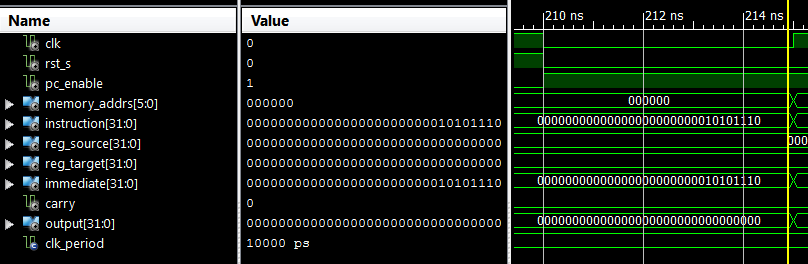 Name Value 210 ns 212 ns 214 ns
clk 0
rst_s 0
pc_enable 1
memory_addrs[5:0] 000000 000000
instruction[31:0] 00000000000000000000000010101110 00000000000000000000000010101110
reg_source[31:0] 00000000000000000000000000000000 000
reg_target[31:0] 00000000000000000000000000000000
immediate[31:0] 00000000000000000000000010101110 00000000000000000000000010101110
carry 0
output[31:0] 00000000000000000000000000000000 00000000000000000000000000000000
clk_period 10000 ps